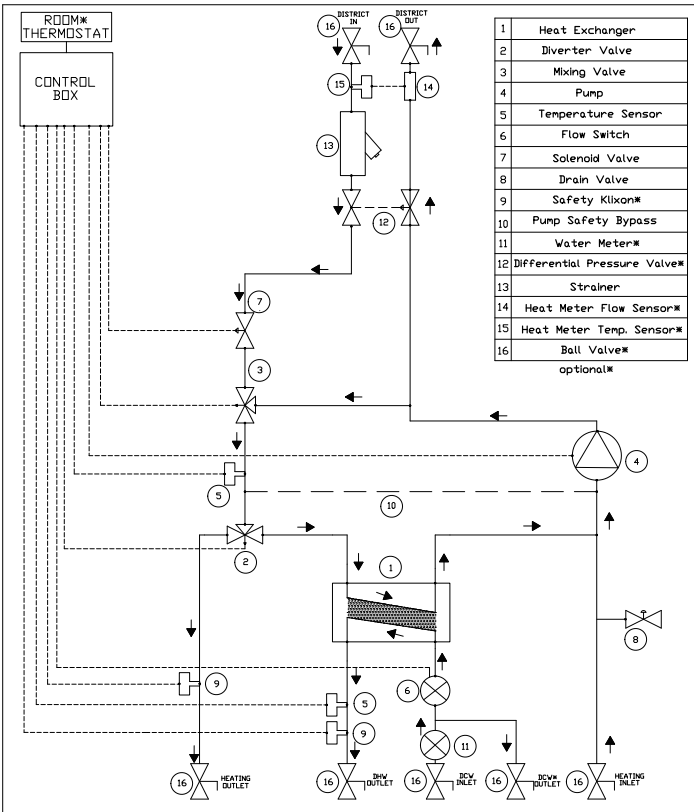 ROOM*
THERMOSTAT
CONTROL
BOX
DISTRICT
IN
DISTRICT
OUT
16
16
15
14
13
12
7
3
4
5
10
2
1
8
9
5
6
9
11
16
HEATING
OUTLET
16
DHW
OUTLET
16
DCW
INLET
16
DCW*
OUTLET
16
HEATING
INLET
1 Heat Exchanger
2 Diverter Valve
3 Mixing Valve
4 Pump
5 Temperature Sensor
6 Flow Switch
7 Solenoid Valve
8 Drain Valve
9 Safety Klixon*
10 Pump Safety Bypass
11 Water Meter*
12 Differential Pressure Valve*
13 Strainer
14 Heat Meter Flow Sensor*
15 Heat Meter Temp. Sensor*
16 Ball Valve*
optional*